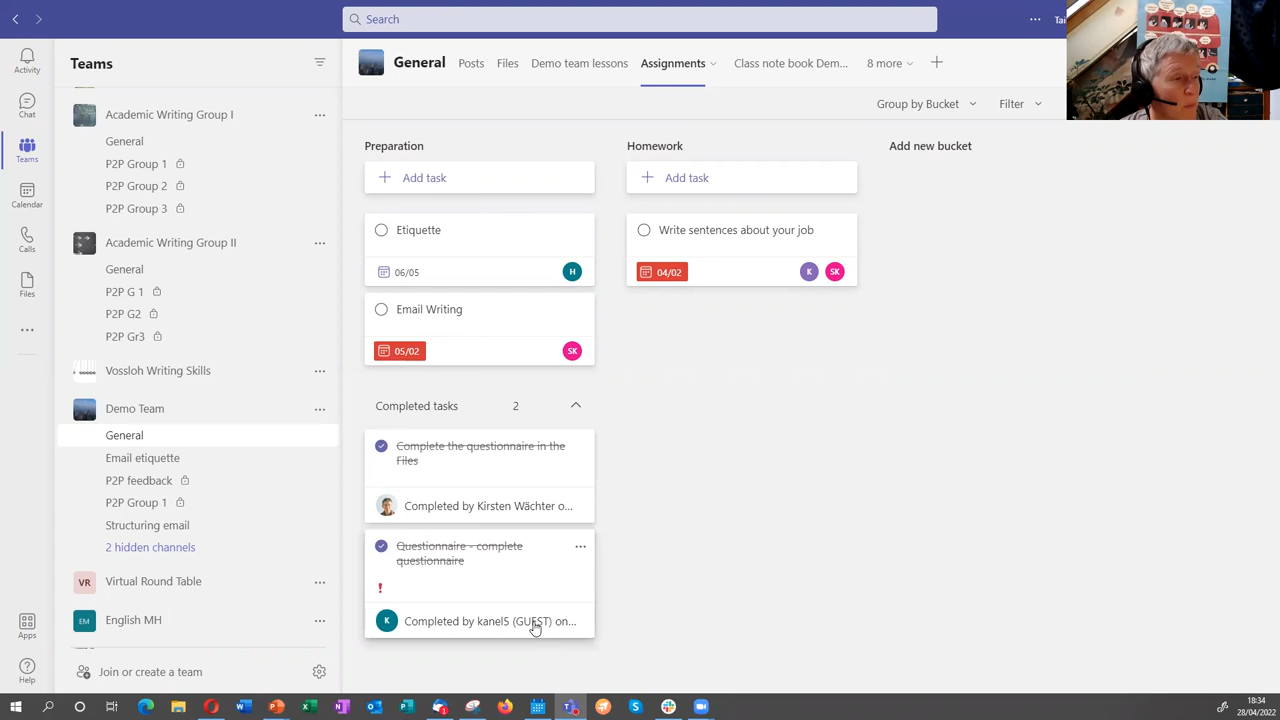 Search
Tai
Activity
Chat
Teams
Calendar
Calls
Files
Apps
Help
Teams
Academic Writing Group I
General
P2P Group 1
P2P Group 2
P2P Group 3
Academic Writing Group II
General
P2P G 1
P2P G2
P2P Gr3
Vossloh Writing Skills
Demo Team
General
Email etiquette
P2P feedback
P2P Group 1
Structuring email
2 hidden channels
VR Virtual Round Table
EM English MH
Join or create a team
General Posts Files Demo team lessons Assignments Class note book Dem... 8 more
Group by Bucket Filter
Preparation
Add task
Etiquette
06/05 H
Email Writing
05/02 SK
Completed tasks 2
Complete the questionnaire in the
Files
Completed by Kirsten Wächter o...
Questionnaire - complete
questionnaire
!
K Completed by kanel5 (GUEST) on...
Homework
Add task
Write sentences about your job
04/02 K SK
Add new bucket
18:34
28/04/2022